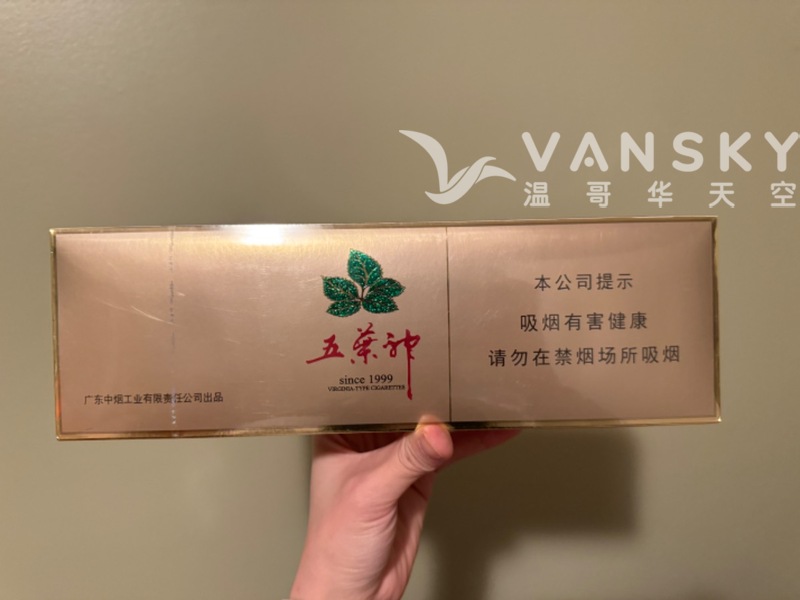 VANSKY
温哥华天空
五葉神
since 1999
VIRGINIA-TYPE CIGARETTES
广东中烟工业有限责任公司出品
本公司提示
吸烟有害健康
请勿在禁烟场所吸烟